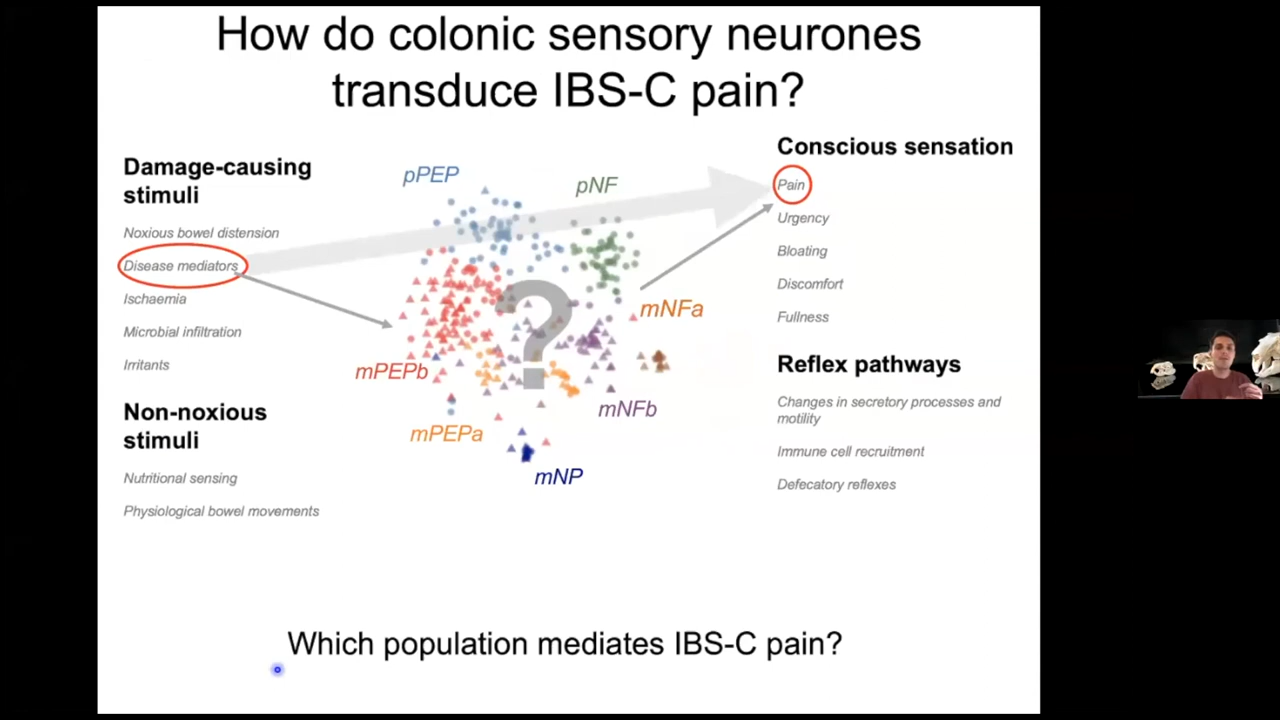 How do colonic sensory neurones
transduce IBS-C pain?
Damage-causing
stimuli
Noxious bowel distension
Disease mediators
Ischaemia
Microbial infiltration
Irritants
Non-noxious
stimuli
Nutritional sensing
Physiological bowel movements
pPEP
pNF
?
mNFa
mPEPb
mNFb
mPEPa
mNP
Conscious sensation
Pain
Urgency
Bloating
Discomfort
Fullness
Reflex pathways
Changes in secretory processes and
motility
Immune cell recruitment
Defecatory reflexes
Which population mediates IBS-C pain?